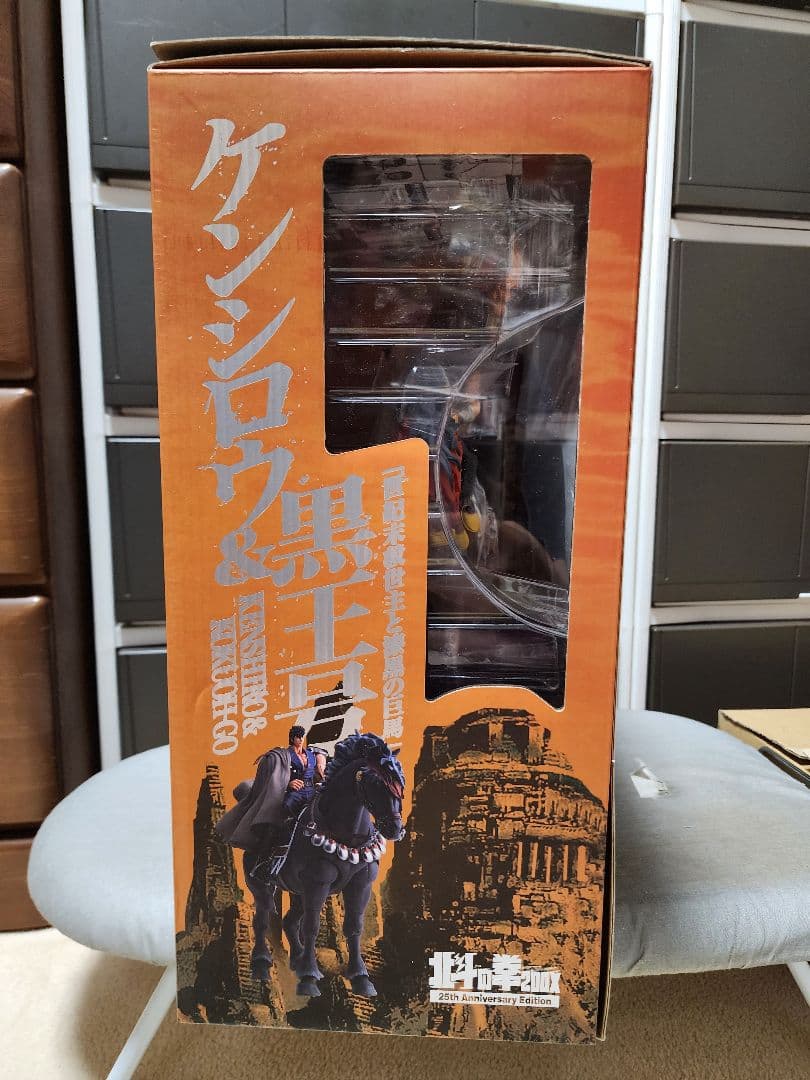 ケンシロウ&
黒王号
KENSHIRO&
KOKUOH-GO
「世紀末救世主と漆黒の巨馬」
北斗の拳200X
25th Anniversary Edition